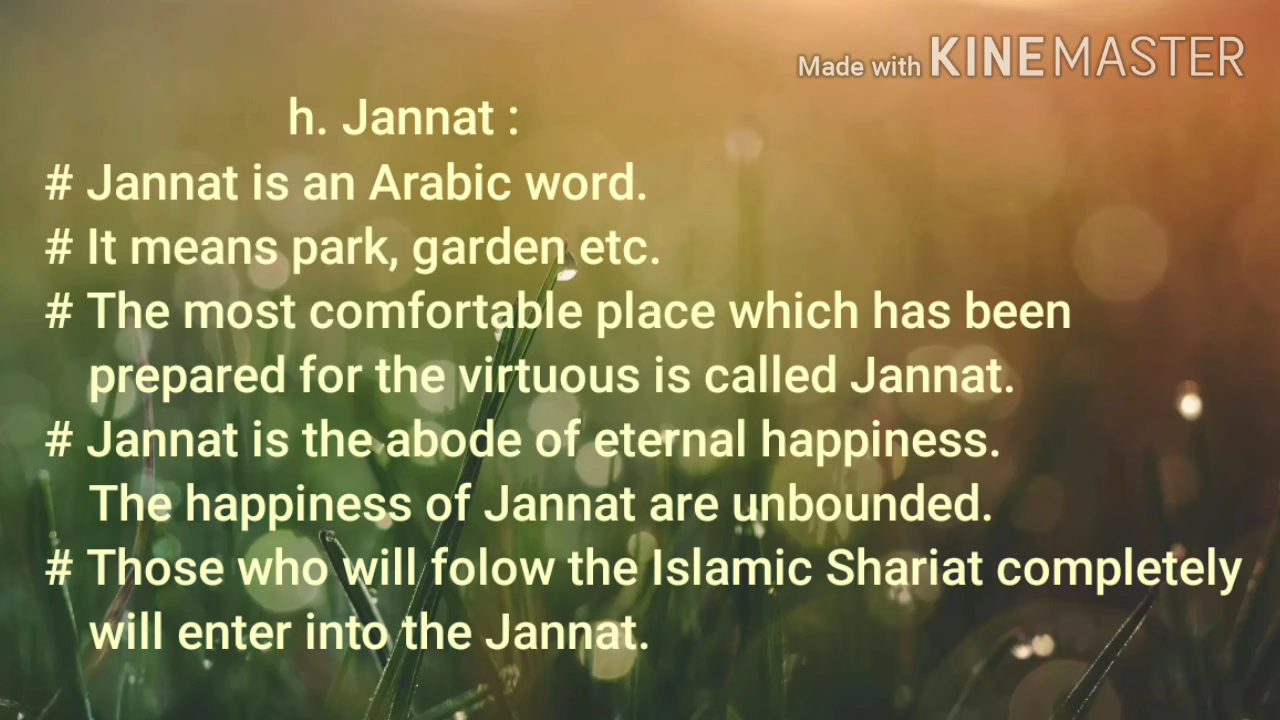 Made with KINEMASTER
h. Jannat :
# Jannat is an Arabic word.
# It means park, garden etc.
# The most comfortable place which has been
prepared for the virtuous is called Jannat.
# Jannat is the abode of eternal happiness.
The happiness of Jannat are unbounded.
# Those who will folow the Islamic Shariat completely
will enter into the Jannat.